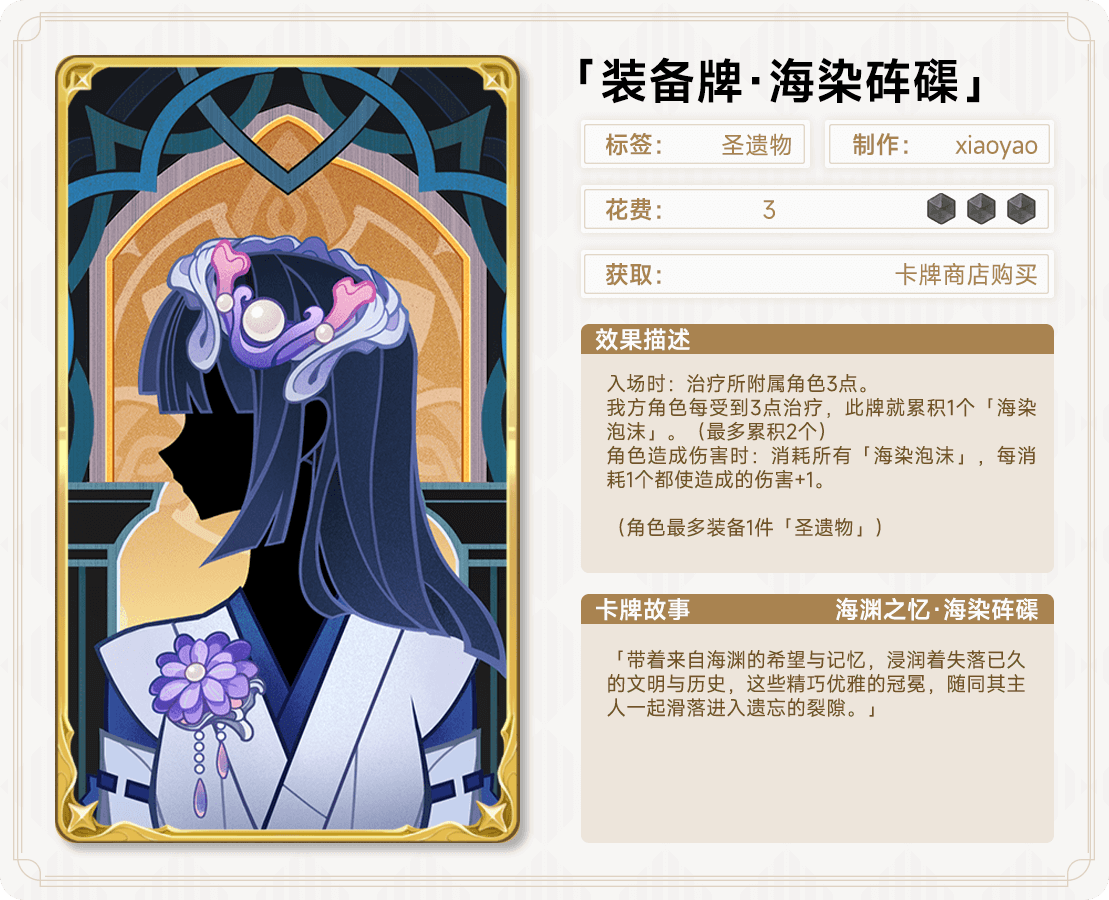 「装备牌·海染砗磲」
标签： 圣遗物
制作： xiaoyao
花费： 3
获取： 卡牌商店购买
效果描述
入场时：治疗所附属角色3点。
我方角色每受到3点治疗，此牌就累积1个「海染
泡沫」。（最多累积2个）
角色造成伤害时：消耗所有「海染泡沫」，每消
耗1个都使造成的伤害+1。
（角色最多装备1件「圣遗物」）
卡牌故事 海渊之忆·海染砗磲
「带着来自海渊的希望与记忆，浸润着失落已久
的文明与历史，这些精巧优雅的冠冕，随同其主
人一起滑落进入遗忘的裂隙。」